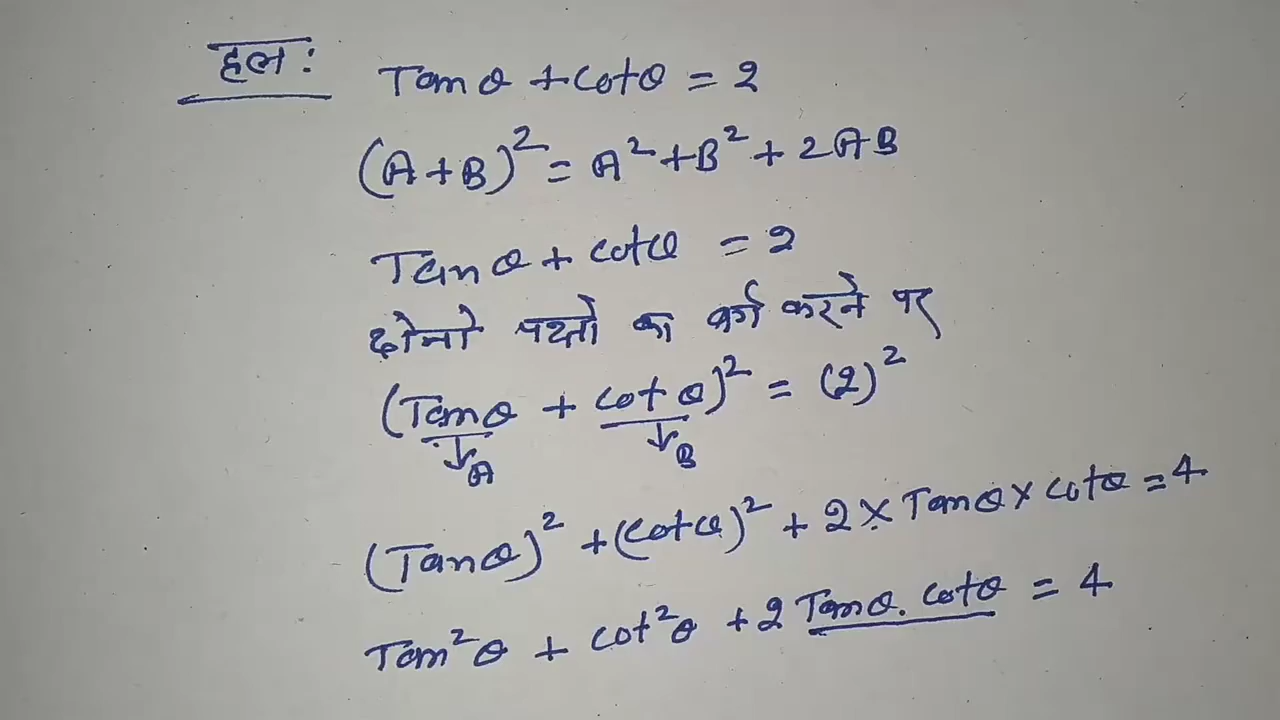 हल :
Tanθ + cotθ = 2
(A+B)² = A² + B² + 2AB
Tanθ + cotθ = 2
दोनो पक्षो का वर्ग करने पर
(Tanθ + cotθ)² = (2)²
↓A ↓B
(Tanθ)² + (cotθ)² + 2 × Tanθ × cotθ = 4
Tan²θ + cot²θ + 2 Tanθ. cotθ = 4